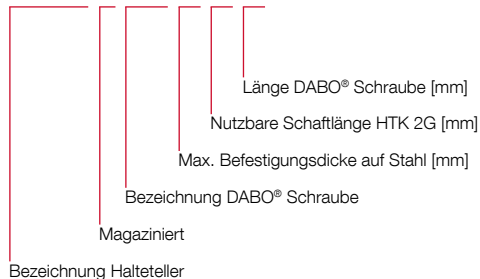 Länge DABO® Schraube [mm]
Nutzbare Schaftlänge HTK 2G [mm]
Max. Befestigungsdicke auf Stahl [mm]
Bezeichnung DABO® Schraube
Magaziniert
Bezeichnung Halteteller